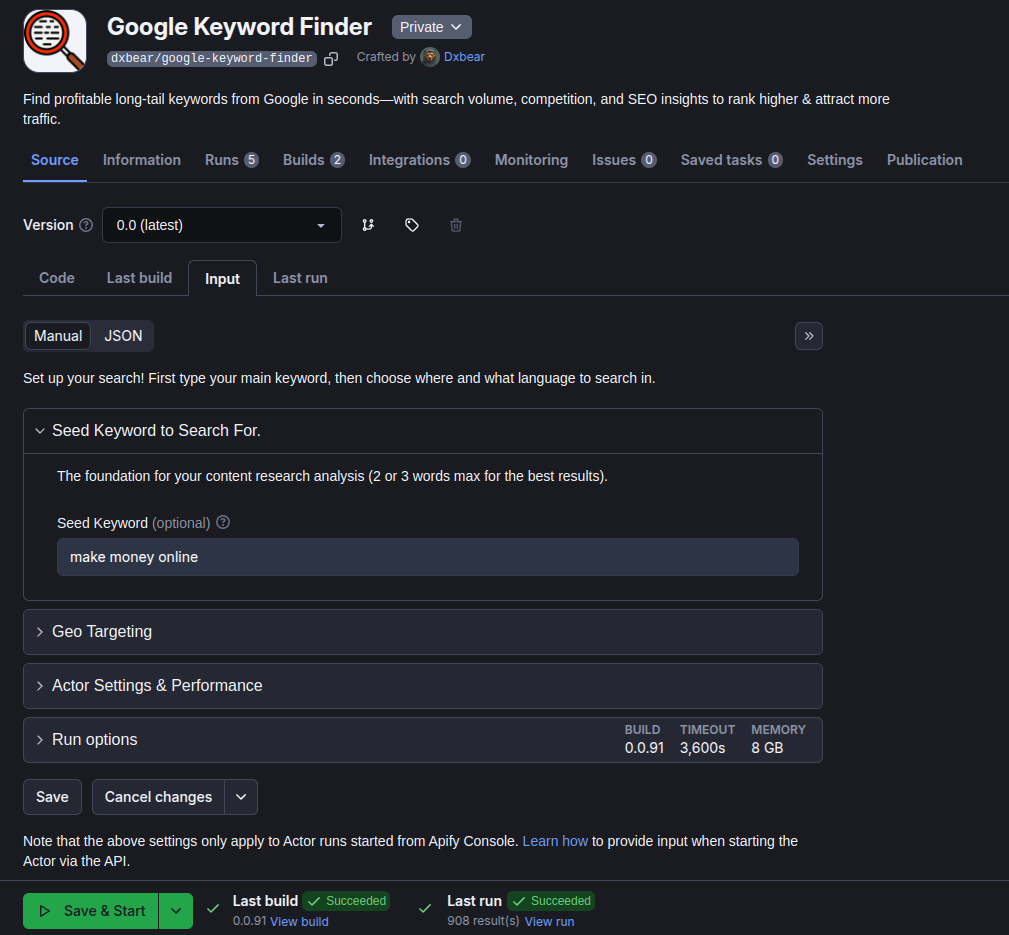 Google Keyword Finder Private
dxbear/google-keyword-finder Crafted by Dxbear
Find profitable long-tail keywords from Google in seconds—with search volume, competition, and SEO insights to rank higher & attract more
traffic.
Source Information Runs 5 Builds 2 Integrations 0 Monitoring Issues 0 Saved tasks 0 Settings Publication
Version 0.0 (latest)
Code Last build Input Last run
Manual JSON
Set up your search! First type your main keyword, then choose where and what language to search in.
Seed Keyword to Search For.
The foundation for your content research analysis (2 or 3 words max for the best results).
Seed Keyword (optional)
make money online
Geo Targeting
Actor Settings & Performance
Run options BUILD TIMEOUT MEMORY
0.0.91 3,600s 8 GB
Save Cancel changes
Note that the above settings only apply to Actor runs started from Apify Console. Learn how to provide input when starting the
Actor via the API.
Save & Start Last build Succeeded Last run Succeeded
0.0.91 View build 908 result(s) View run